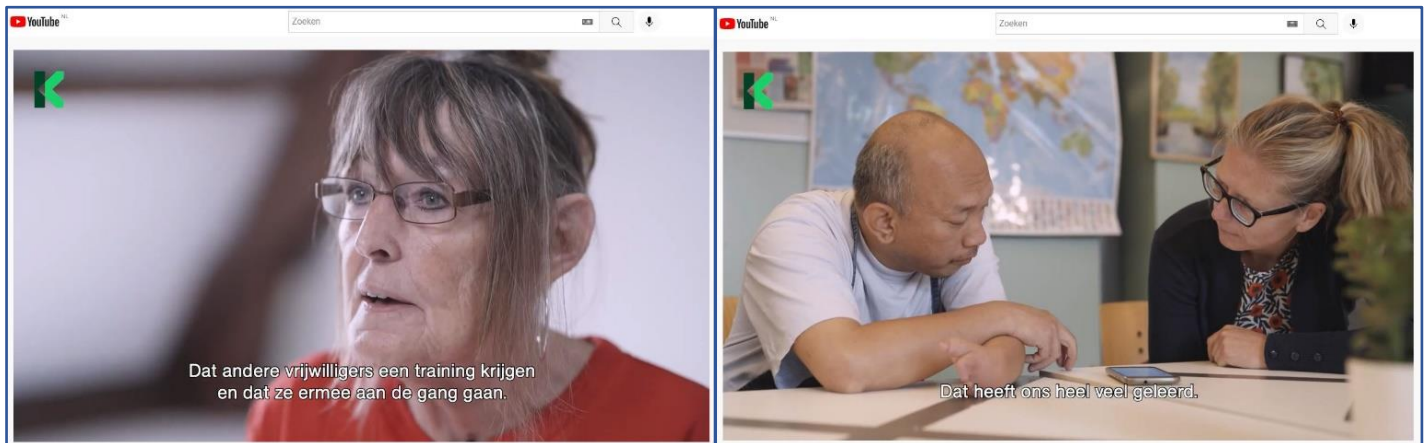 YouTube NL
Zoeken
Dat andere vrijwilligers een training krijgen
en dat ze ermee aan de gang gaan.
YouTube NL
Zoeken
Dat heeft ons heel veel geleerd.